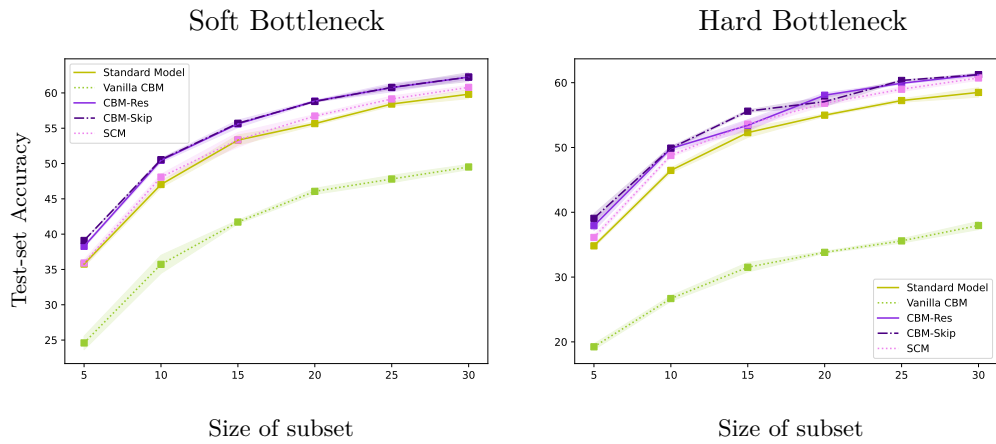 Soft Bottleneck
Hard Bottleneck
Test-set Accuracy
60
55
50
45
40
35
30
25
5
10
15
20
25
30
Standard Model
Vanilla CBM
CBM-Res
CBM-Skip
SCM
Size of subset
60
50
40
30
20
5
10
15
20
25
30
Standard Model
Vanilla CBM
CBM-Res
CBM-Skip
SCM
Size of subset